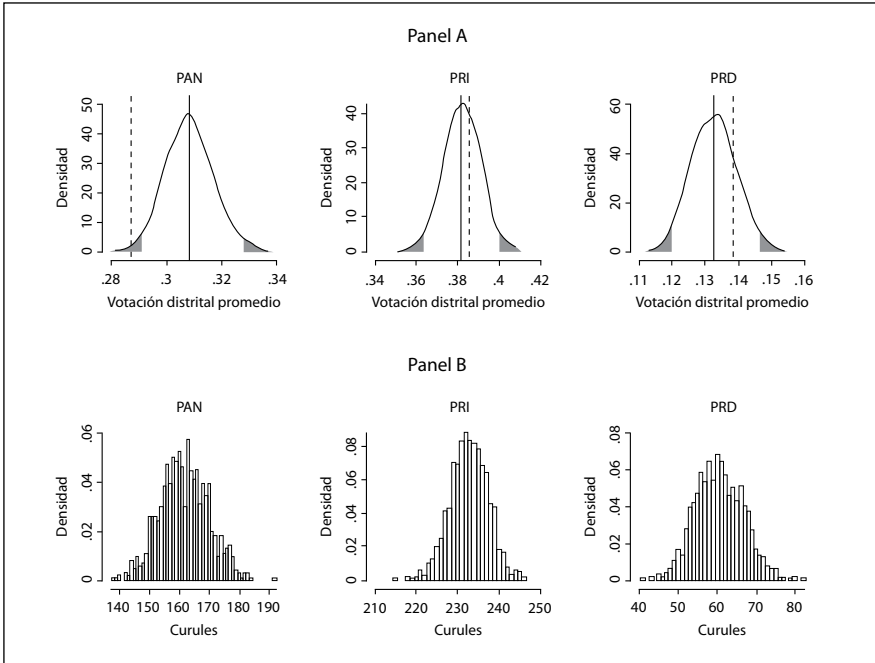 Panel A
PAN
Densidad
50
40
30
20
10
0
.28 .3 .32 .34
Votación distrital promedio
PRI
Densidad
40
30
20
10
0
.34 .36 .38 .4 .42
Votación distrital promedio
PRD
Densidad
60
40
20
0
.11 .12 .13 .14 .15 .16
Votación distrital promedio
Panel B
PAN
Densidad
.06
.04
.02
0
140 150 160 170 180 190
Curules
PRI
Densidad
.08
.06
.04
.02
0
210 220 230 240 250
Curules
PRD
Densidad
.08
.06
.04
.02
0
40 50 60 70 80
Curules